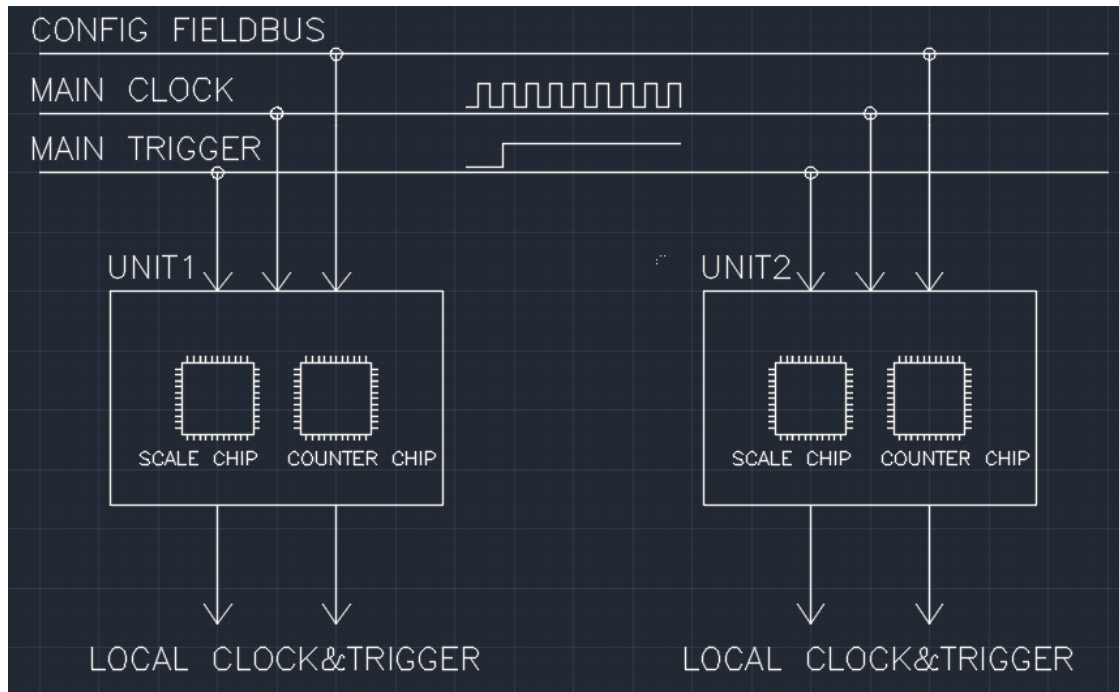 CONFIG FIELDBUS
MAIN CLOCK
MAIN TRIGGER
UNIT1
UNIT2
SCALE CHIP
COUNTER CHIP
SCALE CHIP
COUNTER CHIP
LOCAL CLOCK&TRIGGER
LOCAL CLOCK&TRIGGER